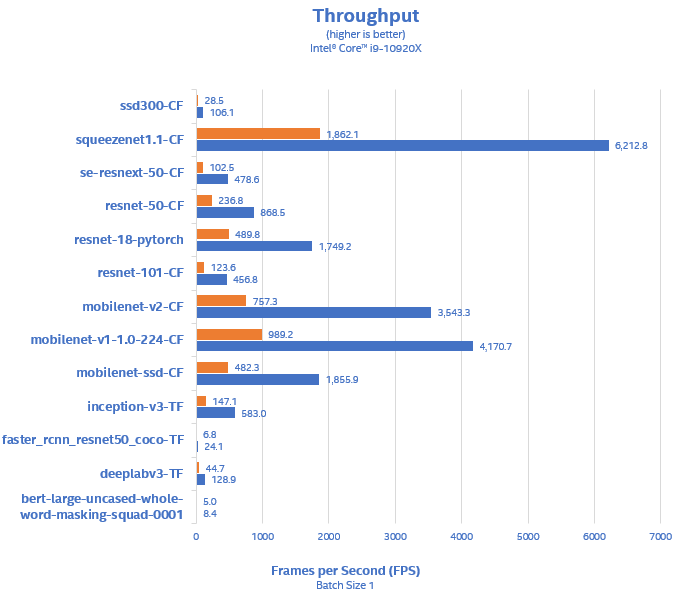 Throughput
(higher is better)
Intel® Core™ i9-10920X
ssd300-CF
28.5
106.1
squeezenet1.1-CF
1,862.1
6,212.8
se-resnext-50-CF
102.5
478.6
resnet-50-CF
236.8
868.5
resnet-18-pytorch
489.8
1,749.2
resnet-101-CF
123.6
456.8
mobilenet-v2-CF
757.3
3,543.3
mobilenet-v1-1.0-224-CF
989.2
4,170.7
mobilenet-ssd-CF
482.3
1,855.9
inception-v3-TF
147.1
583.0
faster_rcnn_resnet50_coco-TF
6.8
24.1
deeplabv3-TF
44.7
128.9
bert-large-uncased-whole-
word-masking-squad-0001
5.0
8.4
0 1000 2000 3000 4000 5000 6000 7000
Frames per Second (FPS)
Batch Size 1